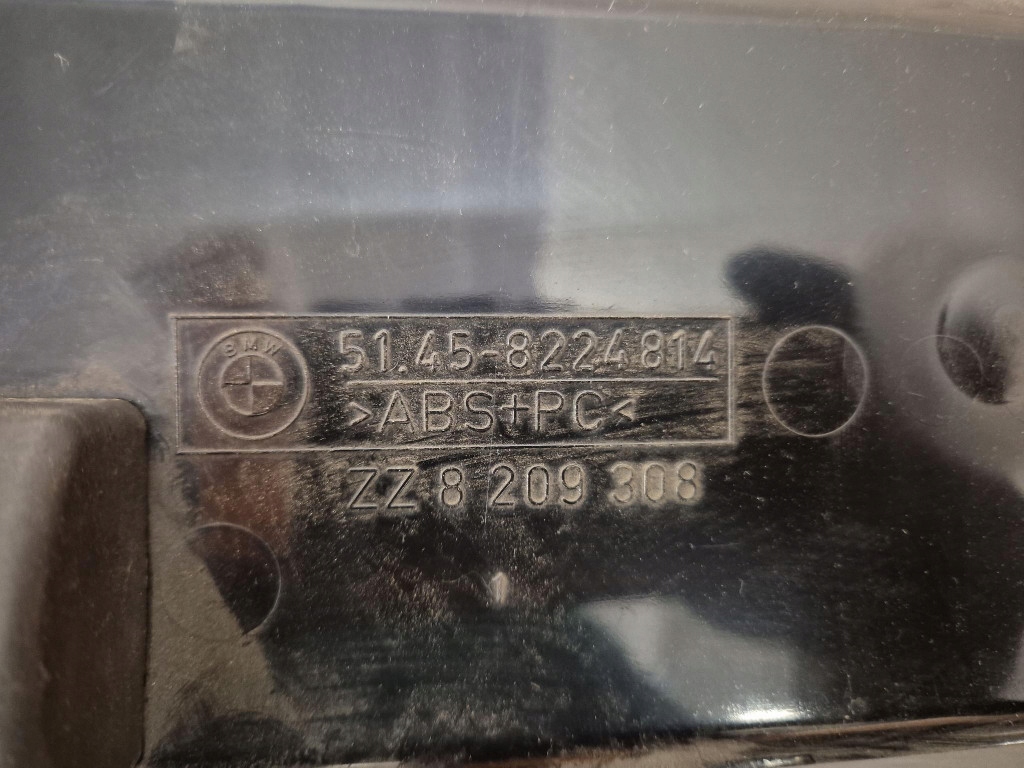 BMW
51.45-8224814
>ABS+PC<
ZZ 8 209 308